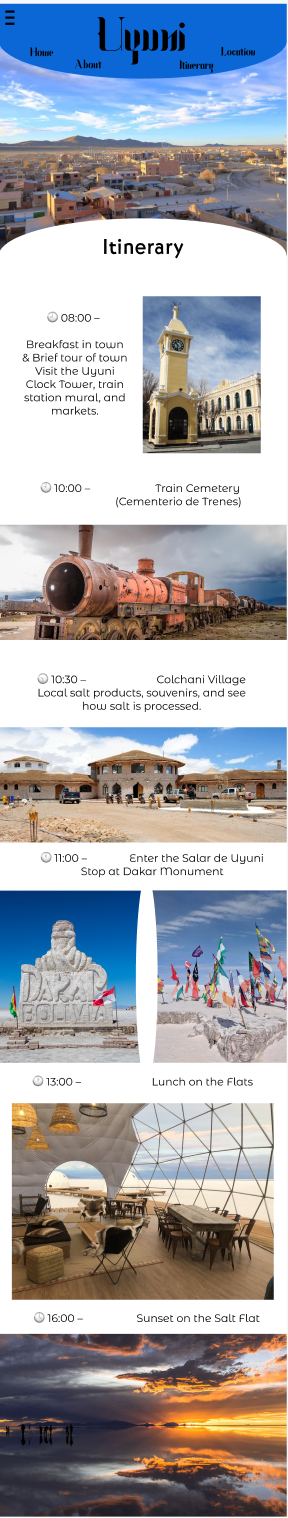 Uyuni
Home
Location
About
Itinerary
Itinerary
08:00 –
Breakfast in town
& Brief tour of town
Visit the Uyuni
Clock Tower, train
station mural, and
markets.
10:00 – Train Cemetery
(Cementerio de Trenes)
10:30 – Colchani Village
Local salt products, souvenirs, and see
how salt is processed.
11:00 – Enter the Salar de Uyuni
Stop at Dakar Monument
DAKAR
BOLIVIA
13:00 – Lunch on the Flats
16:00 – Sunset on the Salt Flat